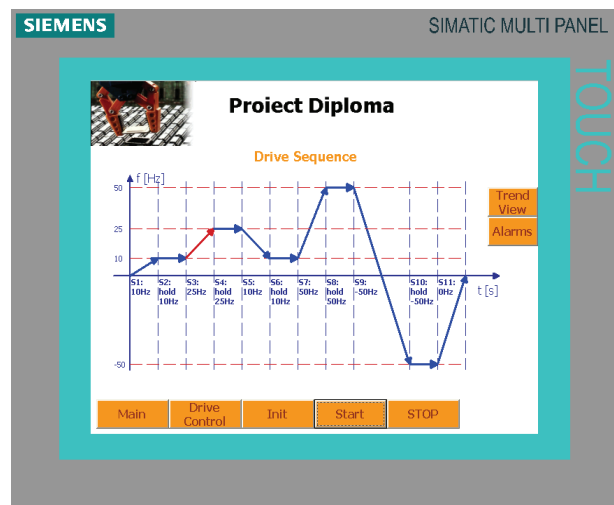 SIEMENS
SIMATIC MULTI PANEL
TOUCH
Proiect Diploma
Drive Sequence
f [Hz]
50
25
10
-50
S1:
10Hz
S2:
hold
10Hz
S3:
25Hz
S4:
hold
25Hz
S5:
10Hz
S6:
hold
10Hz
S7:
50Hz
S8:
hold
50Hz
S9:
-50Hz
S10:
hold
-50Hz
S11:
0Hz
t [s]
Trend
View
Alarms
Main
Drive
Control
Init
Start
STOP